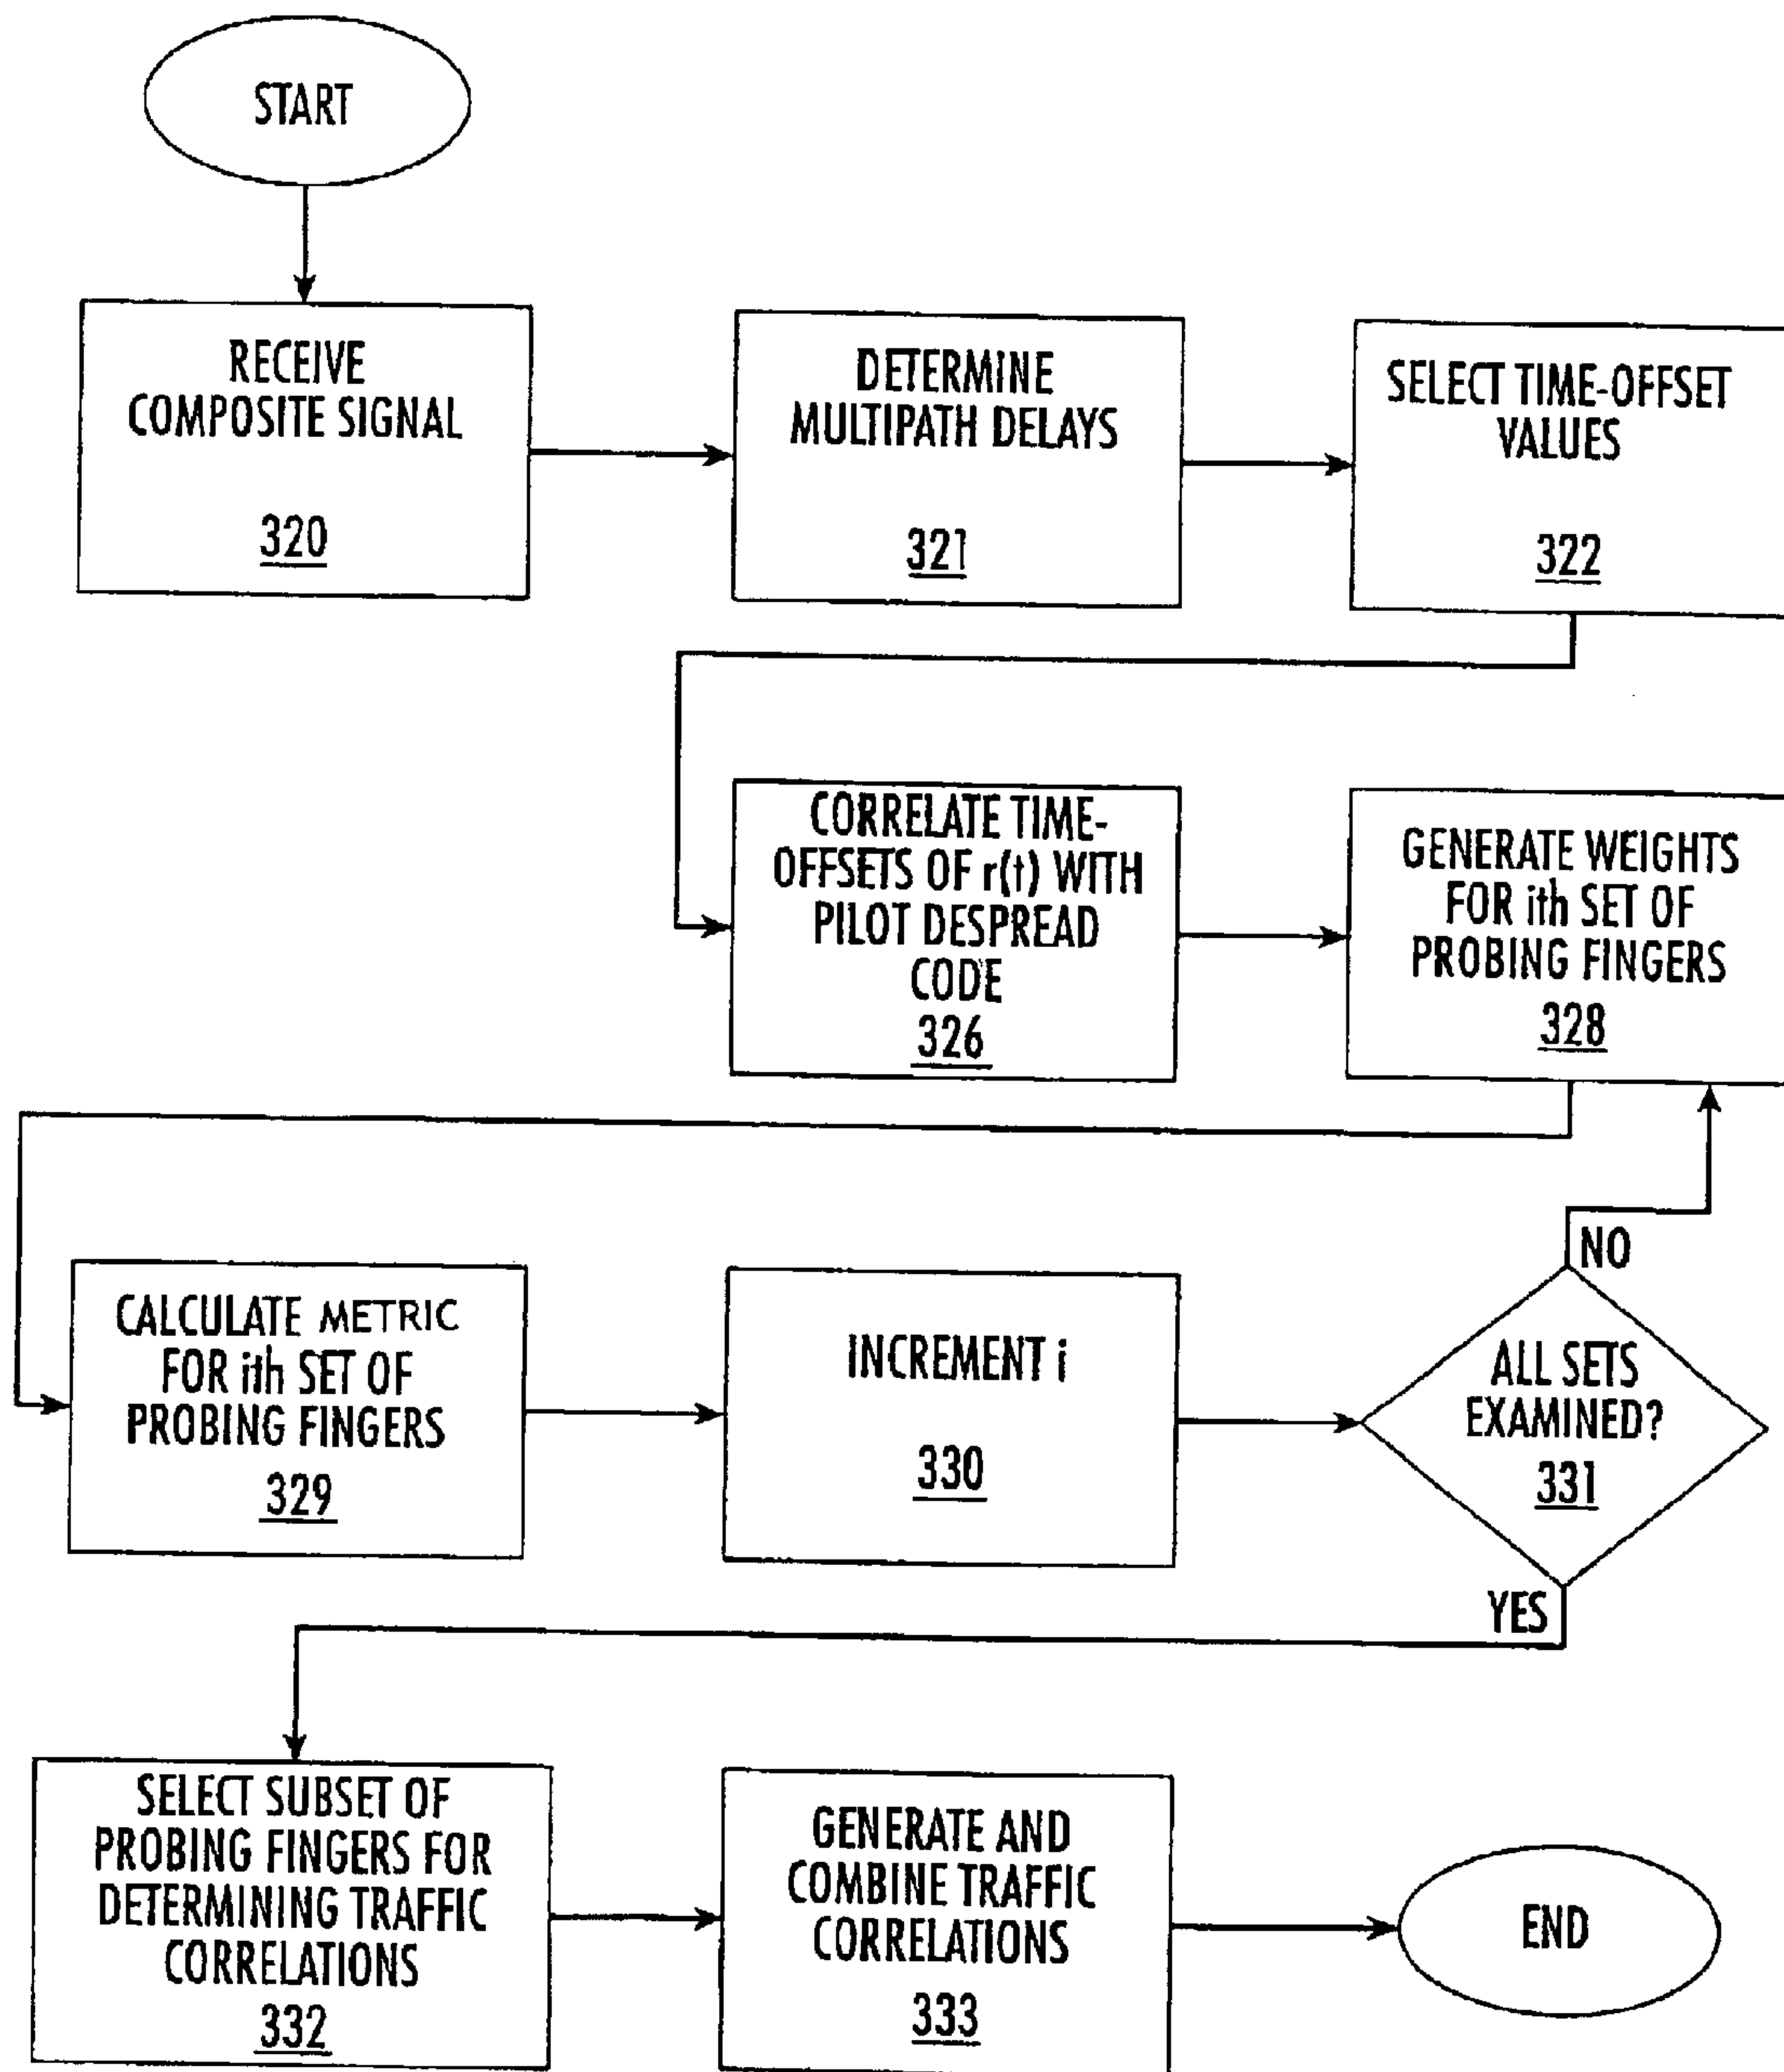 START
RECEIVE
COMPOSITE SIGNAL
320
DETERMINE
MULTIPATH DELAYS
321
SELECT TIME-OFFSET
VALUES
322
CORRELATE TIME-
OFFSETS OF r(t) WITH
PILOT DESPREAD
CODE
326
GENERATE WEIGHTS
FOR ith SET OF
PROBING FINGERS
328
CALCULATE METRIC
FOR ith SET OF
PROBING FINGERS
329
INCREMENT i
330
NO
ALL SETS
EXAMINED?
331
YES
SELECT SUBSET OF
PROBING FINGERS FOR
DETERMINING TRAFFIC
CORRELATIONS
332
GENERATE AND
COMBINE TRAFFIC
CORRELATIONS
333
END